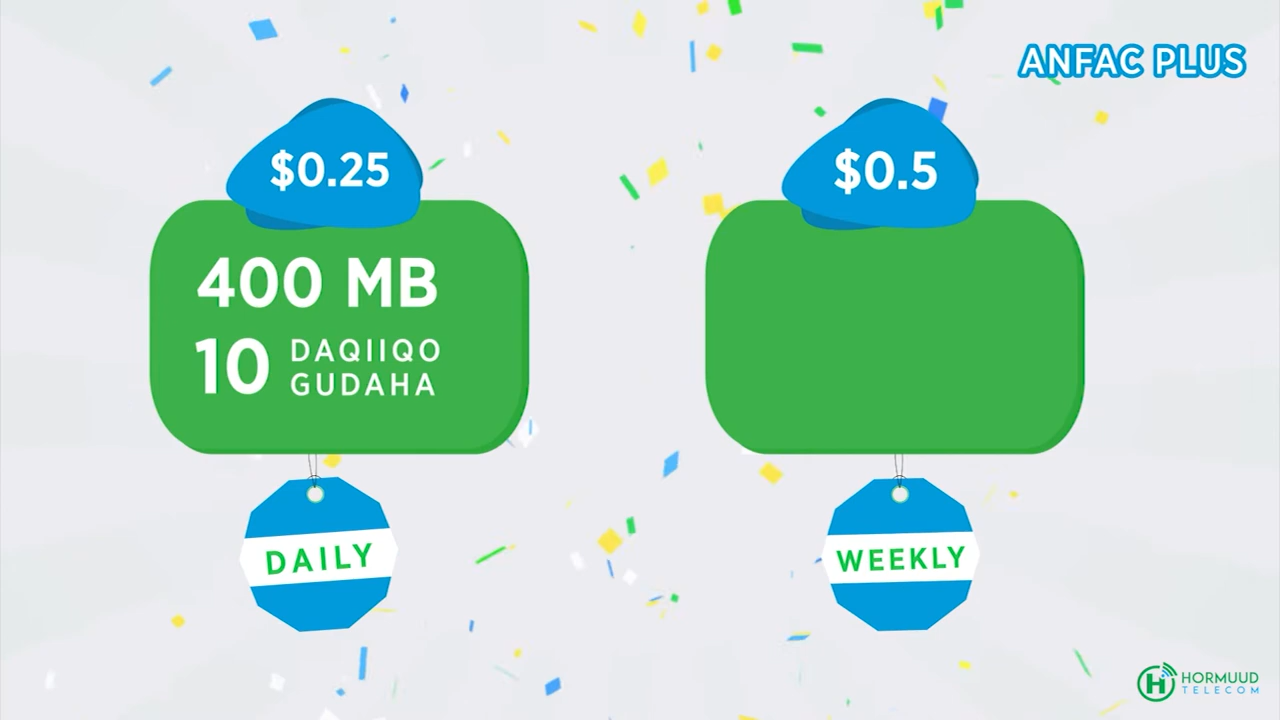 ANFAC PLUS
$0.25
400 MB
10 DAQIIQO
GUDAHA
DAILY
$0.5
WEEKLY
HORMUUD
TELECOM